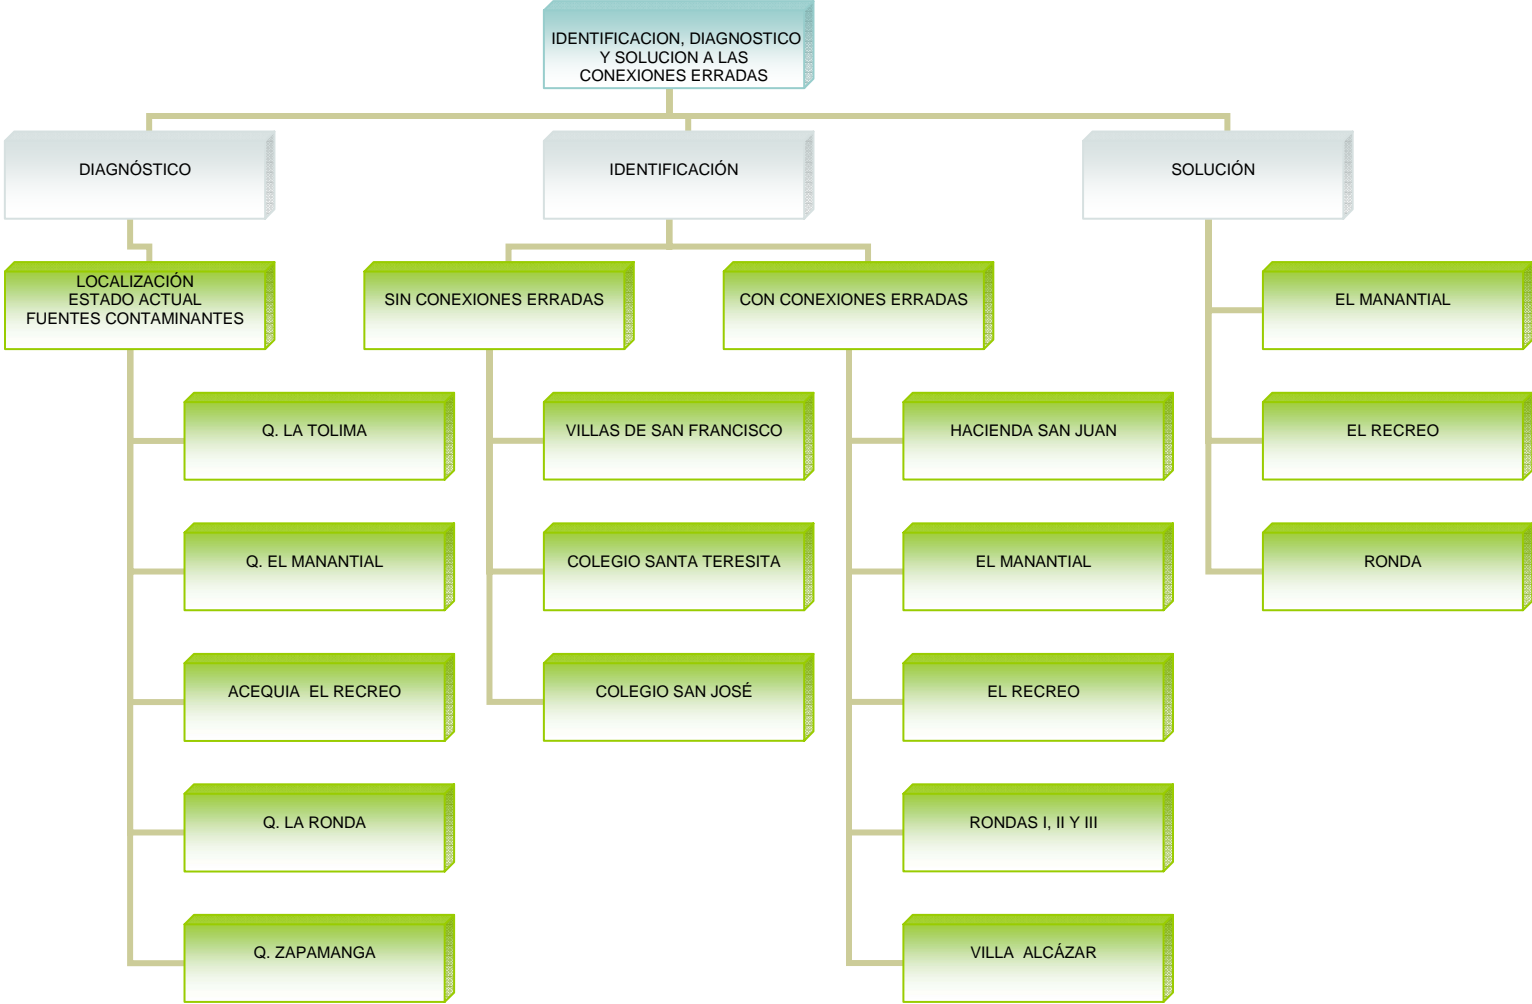 IDENTIFICACION, DIAGNOSTICO
Y SOLUCION A LAS
CONEXIONES ERRADAS
DIAGNÓSTICO
IDENTIFICACIÓN
SOLUCIÓN
LOCALIZACIÓN
ESTADO ACTUAL
FUENTES CONTAMINANTES
SIN CONEXIONES ERRADAS
CON CONEXIONES ERRADAS
EL MANANTIAL
Q. LA TOLIMA
VILLAS DE SAN FRANCISCO
HACIENDA SAN JUAN
EL RECREO
Q. EL MANANTIAL
COLEGIO SANTA TERESITA
EL MANANTIAL
RONDA
ACEQUIA EL RECREO
COLEGIO SAN JOSÉ
EL RECREO
Q. LA RONDA
RONDAS I, II Y III
Q. ZAPAMANGA
VILLA ALCÁZAR